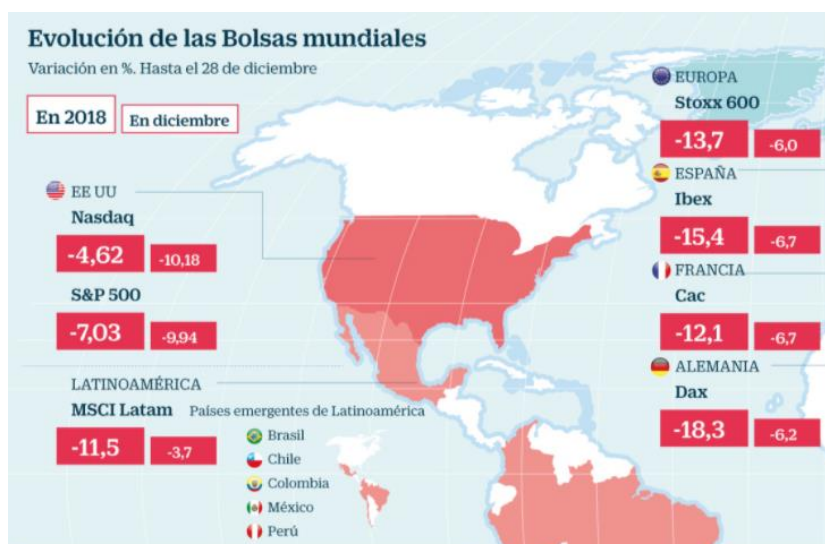 Evolución de las Bolsas mundiales
Variación en %. Hasta el 28 de diciembre
En 2018
En diciembre
EE UU
Nasdaq
-4,62 -10,18
S&P 500
-7,03 -9,94
LATINOAMÉRICA
MSCI Latam Países emergentes de Latinoamérica
-11,5 -3,7
Brasil
Chile
Colombia
México
Perú
EUROPA
Stoxx 600
-13,7 -6,0
ESPAÑA
Ibex
-15,4 -6,7
FRANCIA
Cac
-12,1 -6,7
ALEMANIA
Dax
-18,3 -6,2